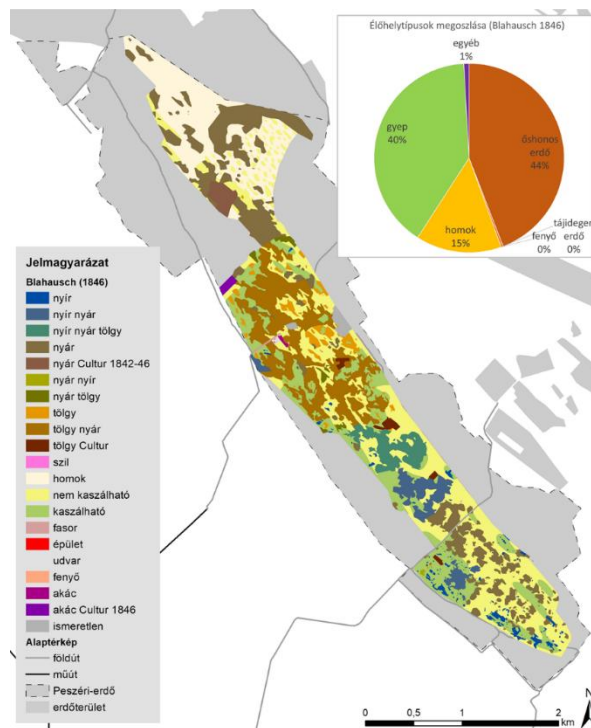 Élőhelytípusok megoszlása (Blahausch 1846)
egyéb
1%
gyep
40%
őshonos
erdő
44%
homok
15%
fenyő
0%
tájidegen
erdő
0%
Jelmagyarázat
Blahausch (1846)
nyír
nyír nyár
nyír nyár tölgy
nyár
nyár Cultur 1842-46
nyár nyír
nyár tölgy
tölgy
tölgy nyár
tölgy Cultur
szil
homok
nem kaszálható
kaszálható
fasor
épület
udvar
fenyő
akác
akác Cultur 1846
ismeretlen
Alaptérkép
földút
műút
Peszéri-erdő
erdőterület
N
0 0,5 1 2
km